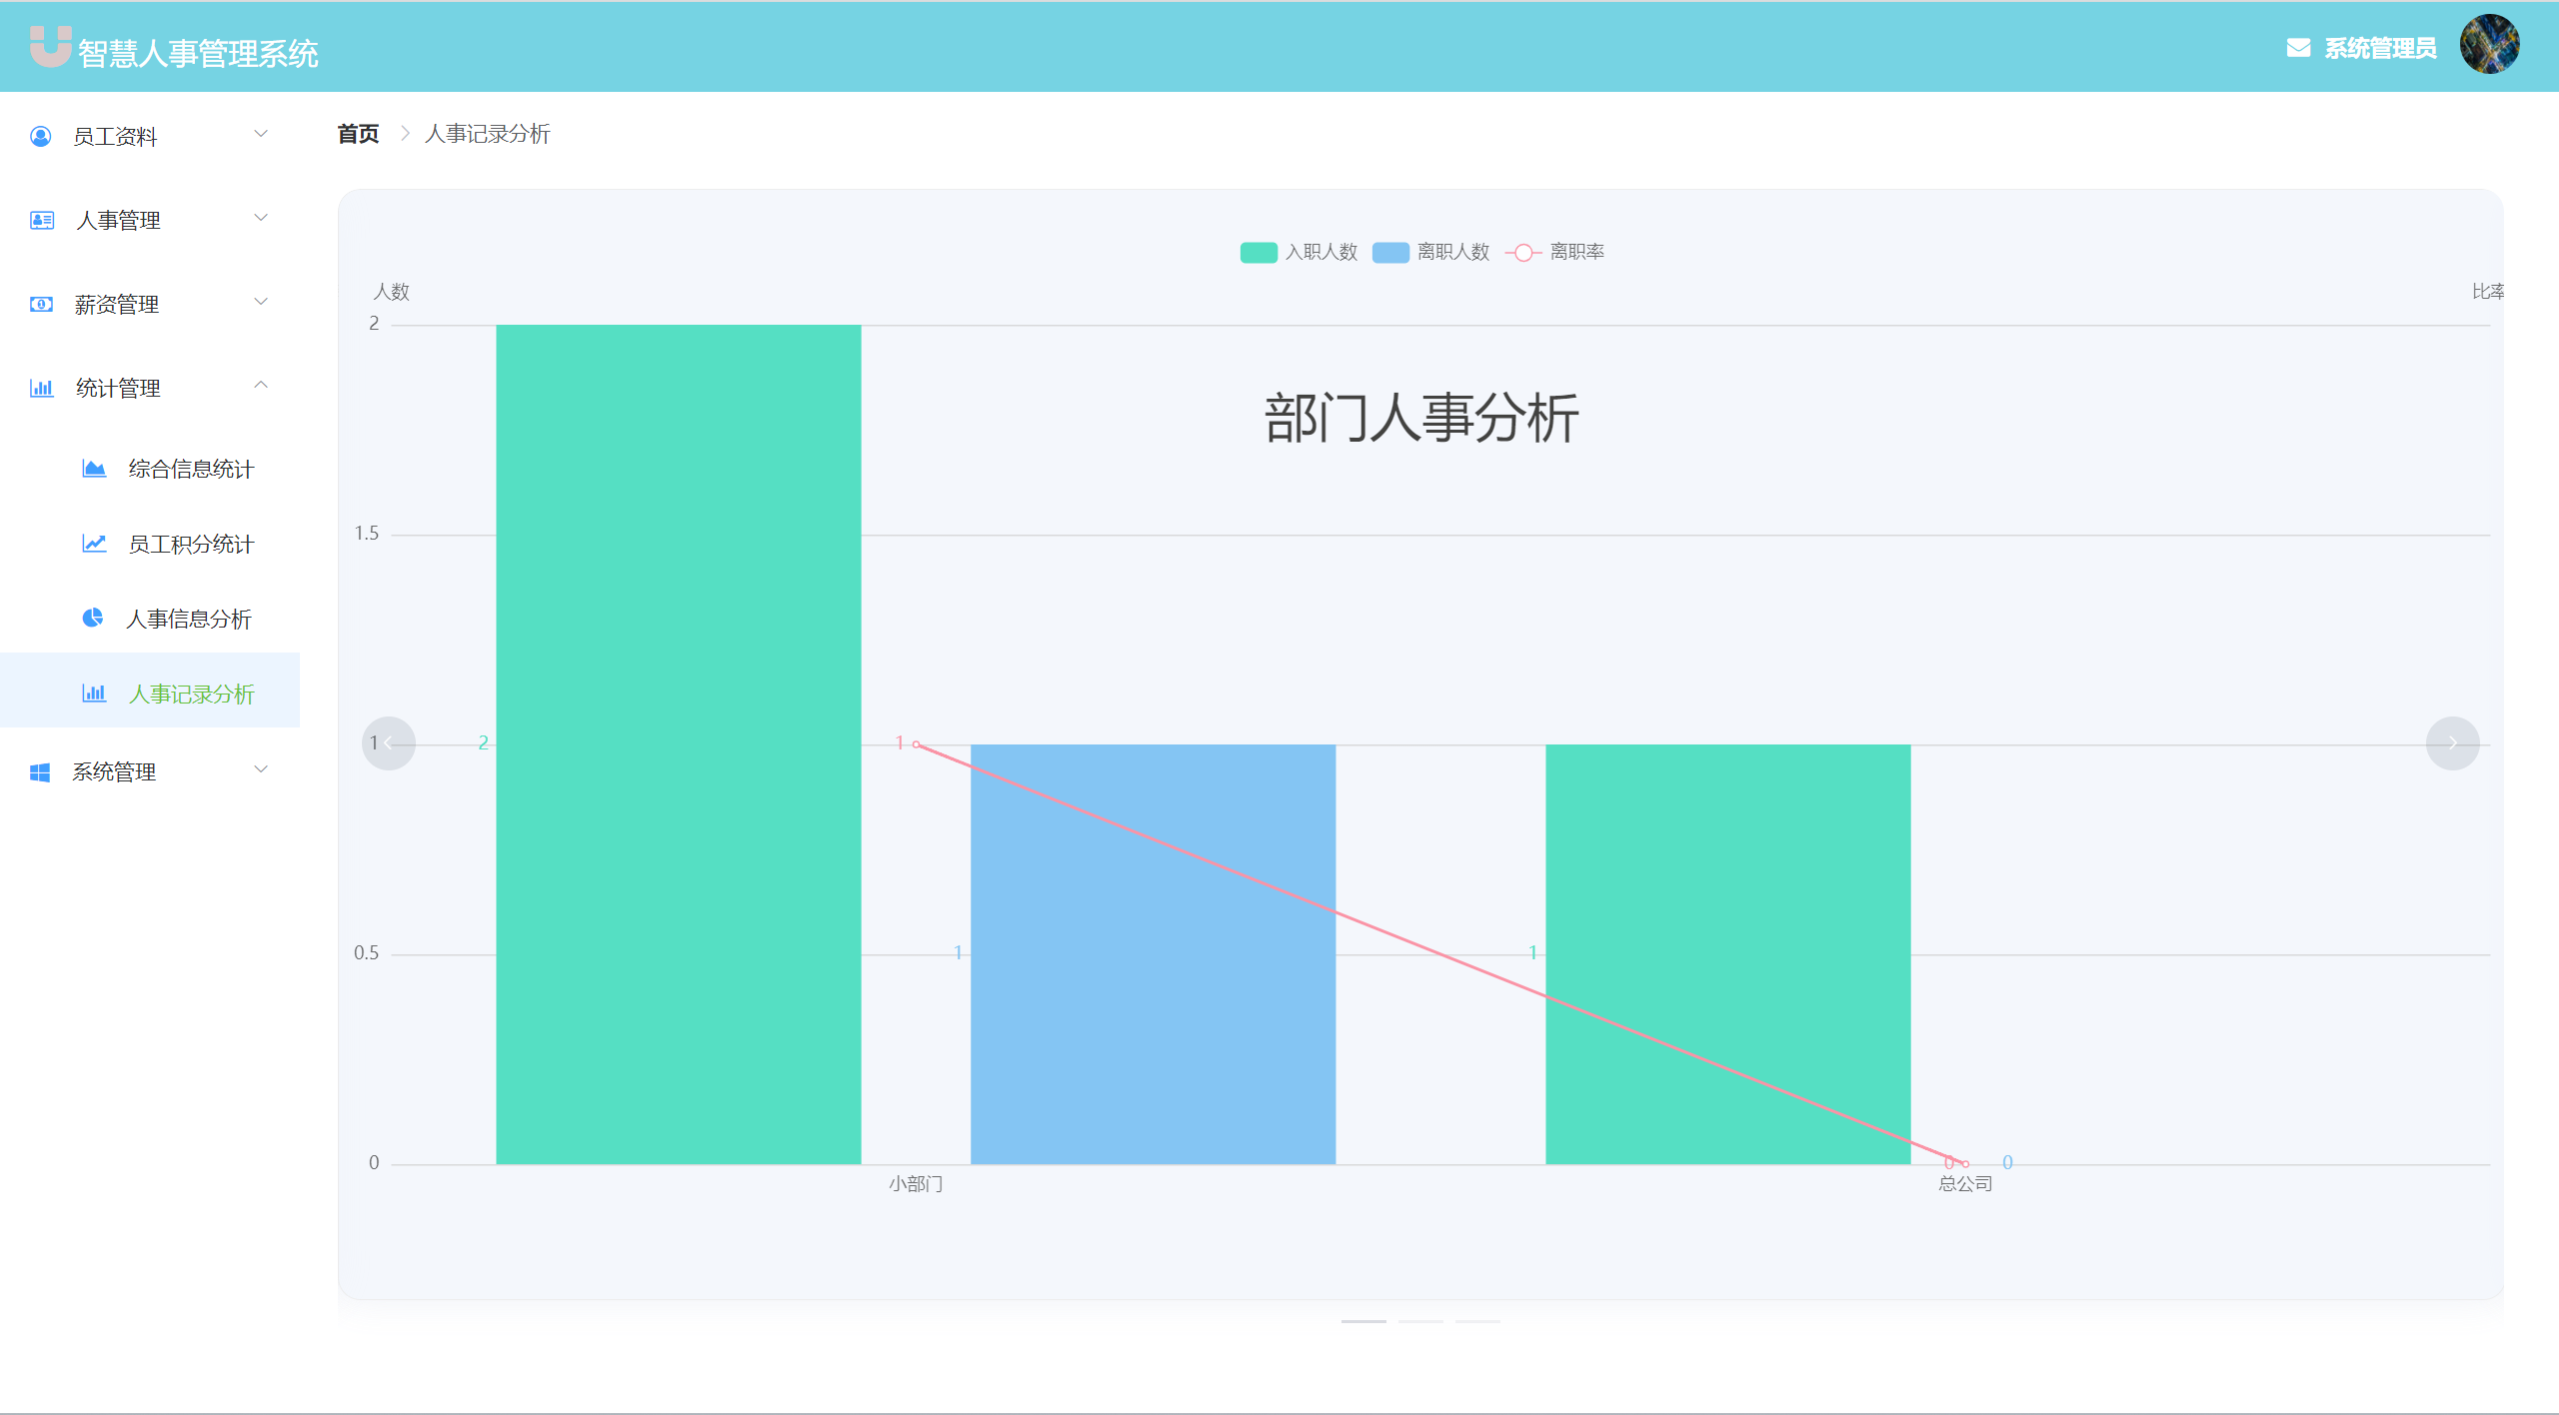 智慧人事管理系统
系统管理员
员工资料
人事管理
薪资管理
统计管理
综合信息统计
员工积分统计
人事信息分析
人事记录分析
系统管理
首页 > 人事记录分析
入职人数 离职人数 离职率
人数
比率
部门人事分析
2
1.5
1
0.5
0
2
1
1
1
0
0
小部门
总公司